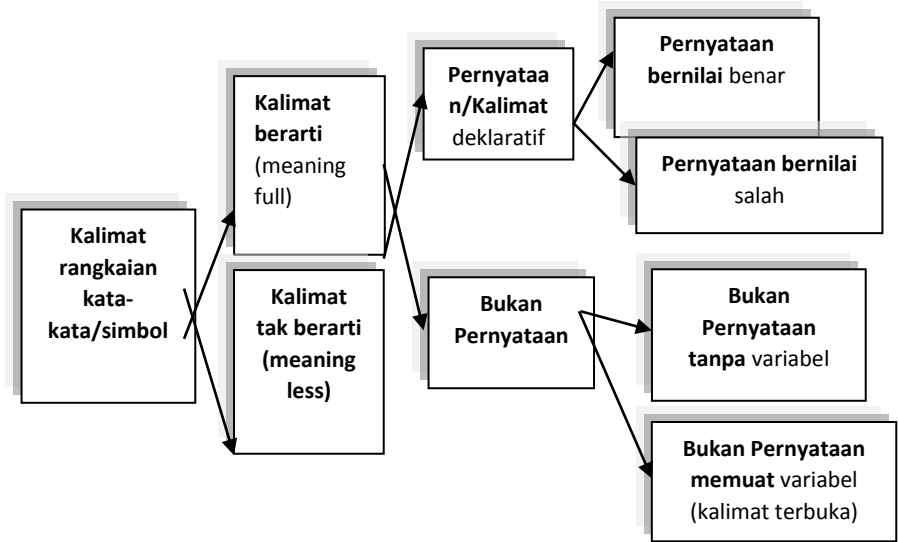 Kalimat
rangkaian
kata-
kata/simbol
Kalimat
berarti
(meaning
full)
Kalimat
tak berarti
(meaning
less)
Pernyataa
n/Kalimat
deklaratif
Bukan
Pernyataan
Pernyataan
bernilai benar
Pernyataan bernilai
salah
Bukan
Pernyataan
tanpa variabel
Bukan Pernyataan
memuat variabel
(kalimat terbuka)